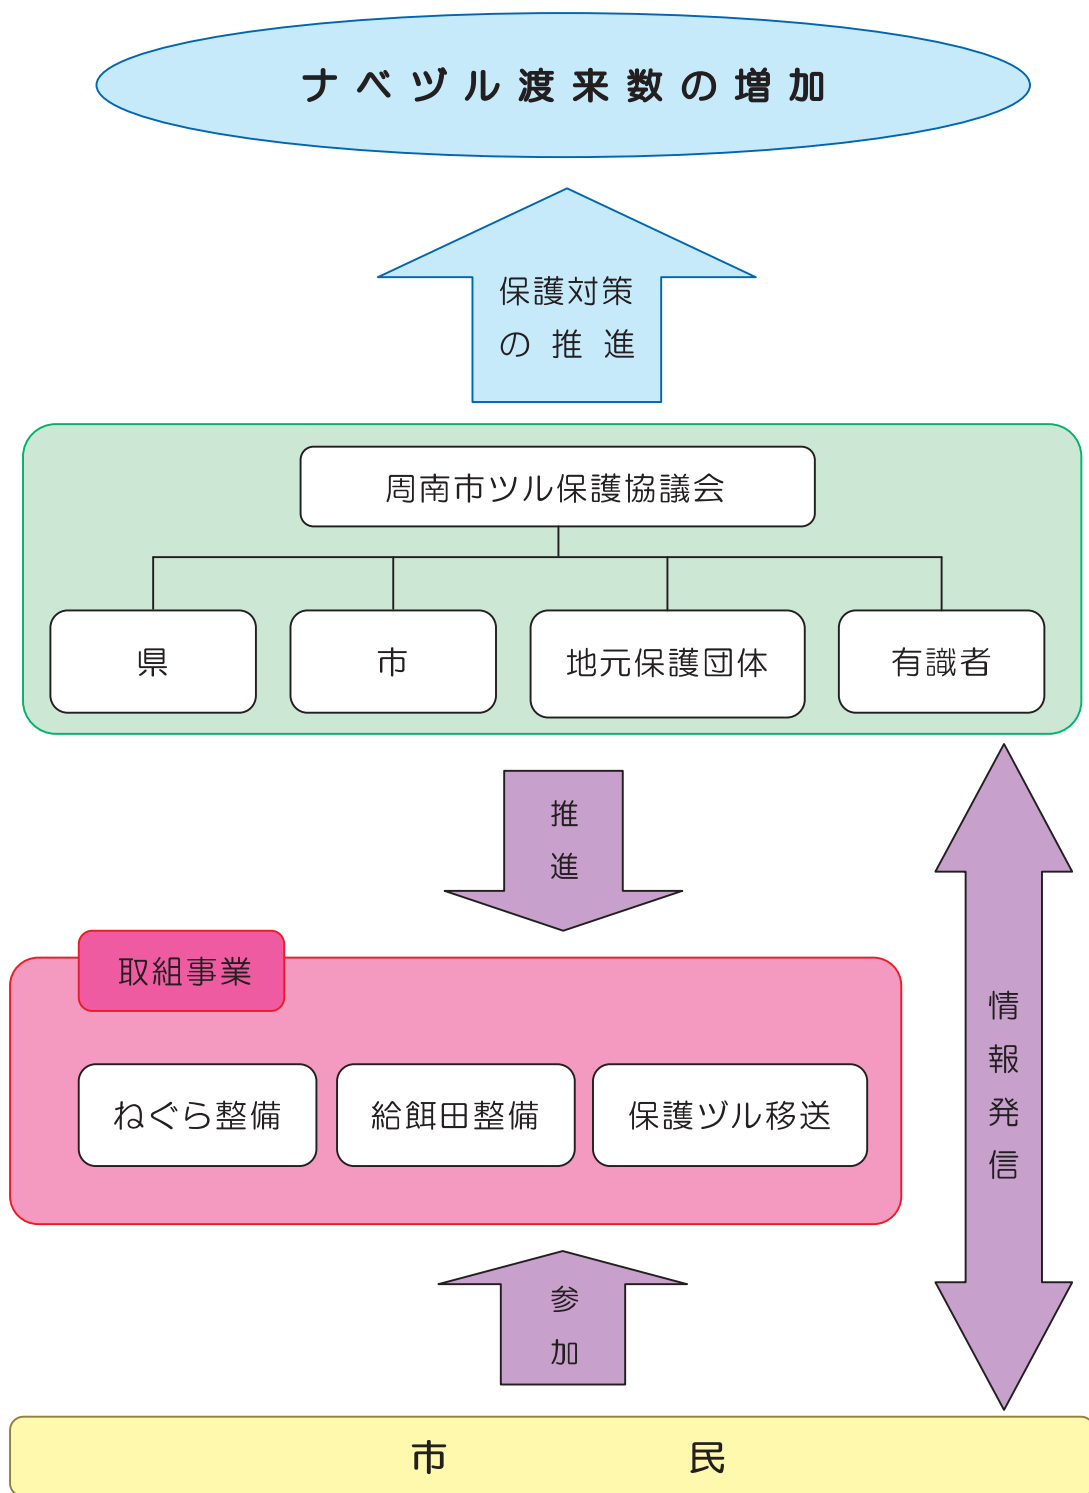 ナベヅル渡来数の増加
保護対策
の推進
周南市ツル保護協議会
県
市
地元保護団体
有識者
推
進
取組事業
ねぐら整備
給餌田整備
保護ヅル移送
情
報
発
信
参
加
市民